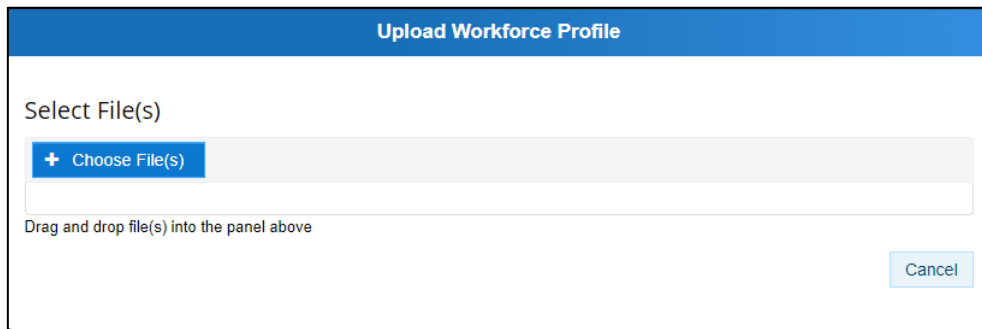 Upload Workforce Profile
Select File(s)
+ Choose File(s)
Drag and drop file(s) into the panel above
Cancel